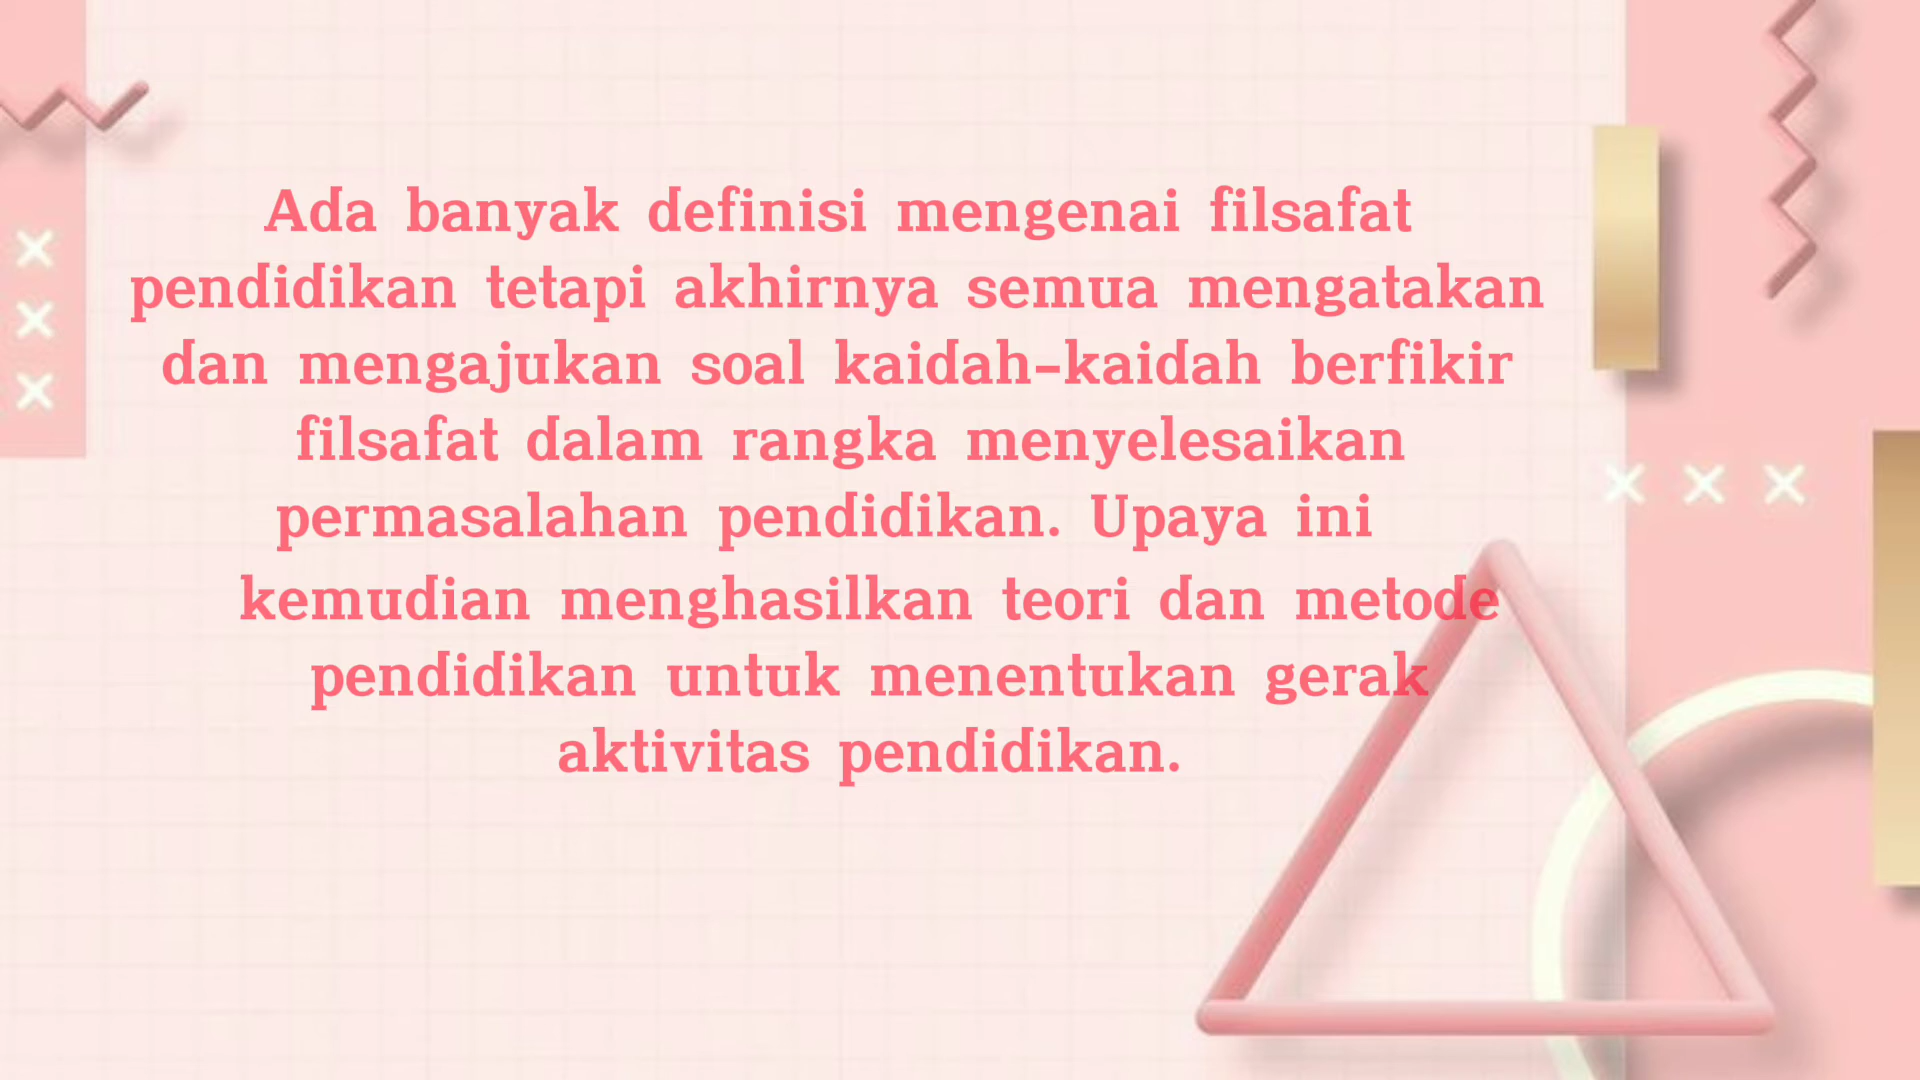 Ada banyak definisi mengenai filsafat
pendidikan tetapi akhirnya semua mengatakan
dan mengajukan soal kaidah-kaidah berfikir
filsafat dalam rangka menyelesaikan
permasalahan pendidikan. Upaya ini
kemudian menghasilkan teori dan metode
pendidikan untuk menentukan gerak
aktivitas pendidikan.